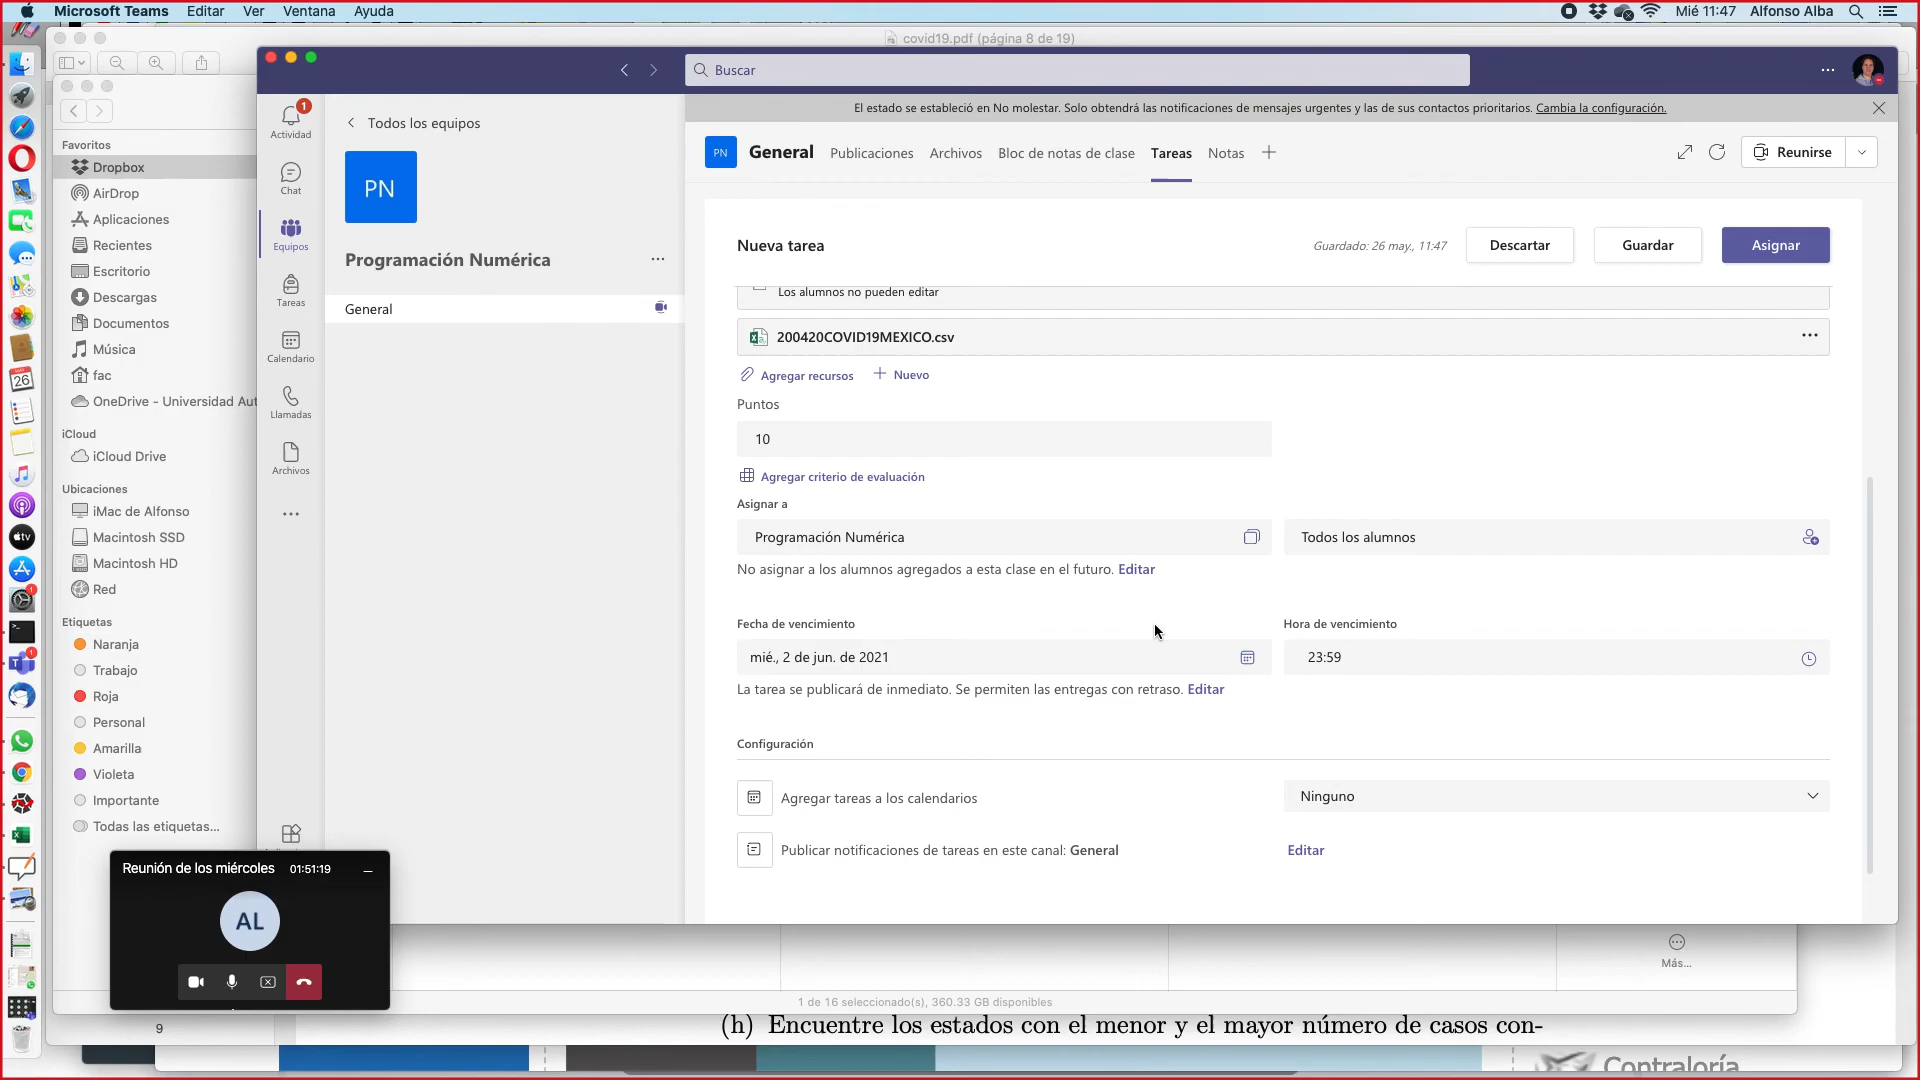 Microsoft Teams Editar Ver Ventana Ayuda
Mié 11:47 Alfonso Alba
covid19.pdf (página 8 de 19)
Buscar
El estado se estableció en No molestar. Solo obtendrá las notificaciones de mensajes urgentes y las de sus contactos prioritarios. Cambia la configuración.
Favoritos
Dropbox
AirDrop
Aplicaciones
Recientes
Escritorio
Descargas
Documentos
Música
fac
OneDrive - Universidad Aut
iCloud
iCloud Drive
Ubicaciones
iMac de Alfonso
Macintosh SSD
Macintosh HD
Red
Etiquetas
Naranja
Trabajo
Roja
Personal
Amarilla
Violeta
Importante
Todas las etiquetas...
1
Actividad
Chat
Equipos
Tareas
Calendario
Llamadas
Archivos
Todos los equipos
PN
Programación Numérica
General
PN
General Publicaciones Archivos Bloc de notas de clase Tareas Notas
Reunirse
Nueva tarea
Guardado: 26 may., 11:47
Descartar
Guardar
Asignar
Los alumnos no pueden editar
200420COVID19MEXICO.csv
Agregar recursos
Nuevo
Puntos
10
Agregar criterio de evaluación
Asignar a
Programación Numérica
Todos los alumnos
No asignar a los alumnos agregados a esta clase en el futuro. Editar
Fecha de vencimiento
Hora de vencimiento
mié., 2 de jun. de 2021
23:59
La tarea se publicará de inmediato. Se permiten las entregas con retraso. Editar
Configuración
Agregar tareas a los calendarios
Ninguno
Publicar notificaciones de tareas en este canal: General
Editar
Reunión de los miércoles 01:51:19
AL
Más...
1 de 16 seleccionado(s), 360.33 GB disponibles
9
(h) Encuentre los estados con el menor y el mayor número de casos con-
Contraloría
26
tv
1
1